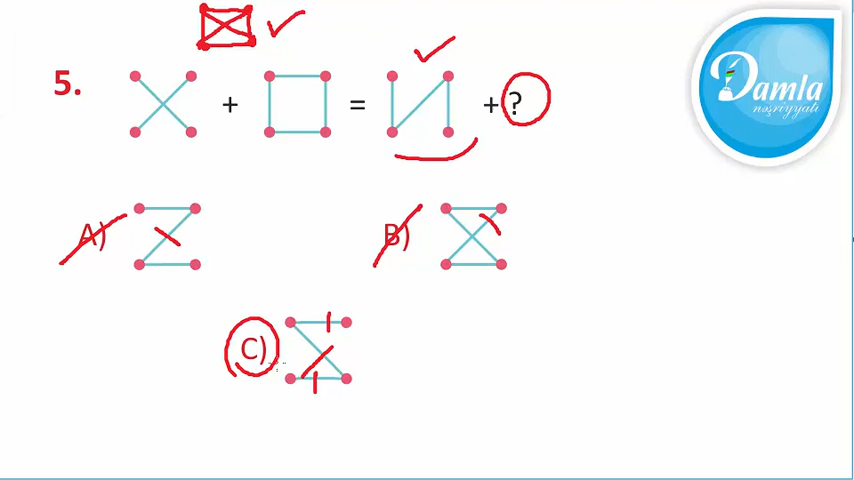 5.
+ = + ?
Damla
nəşriyyatı
A)
B)
C)